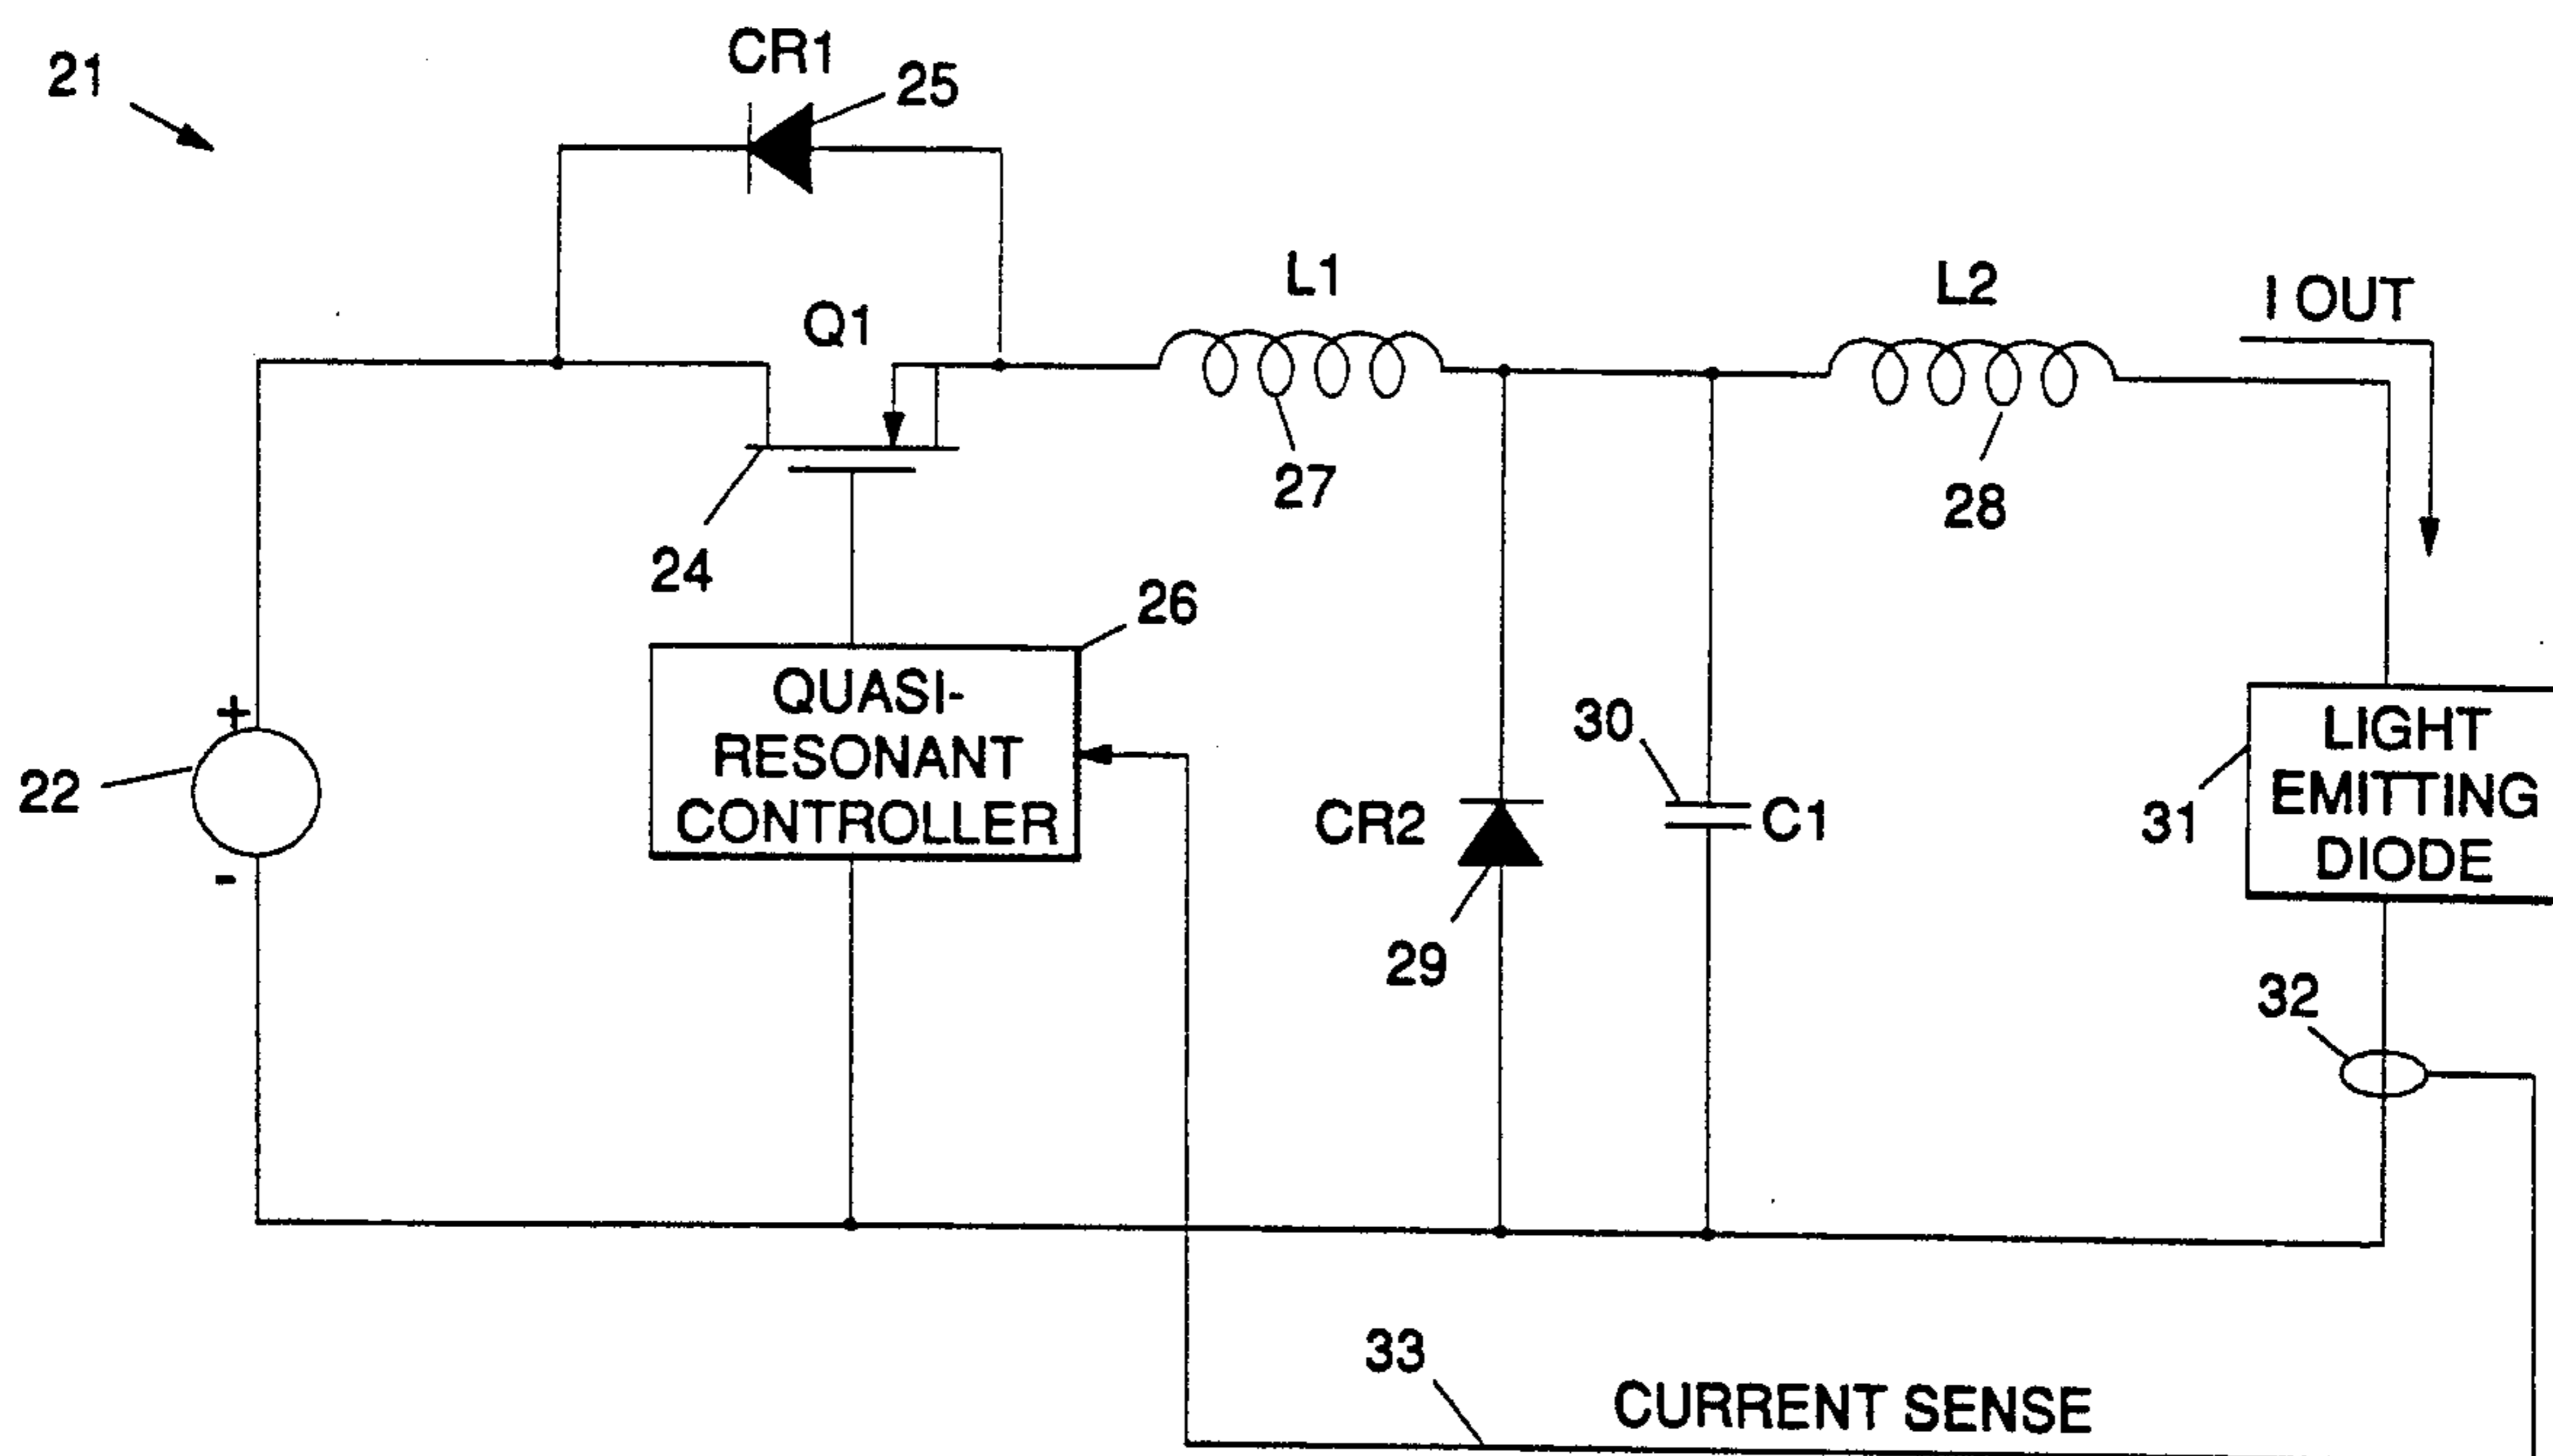 21
CR1
25
Q1
L1
L2
I OUT
27
28
24
26
QUASI-
RESONANT
CONTROLLER
+
22
-
30
CR2
C1
29
LIGHT
EMITTING
DIODE
31
32
33
CURRENT SENSE